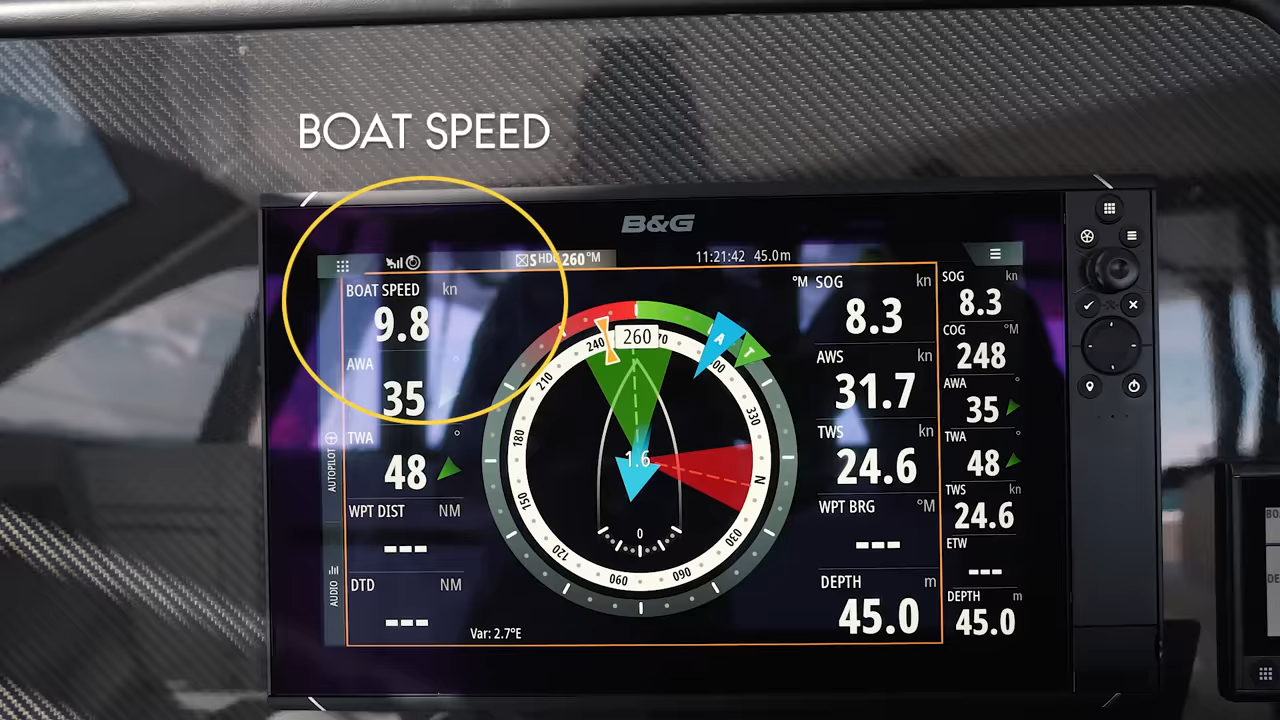 BOAT SPEED
B&G
S HDG 260 °M
11:21:42 45.0 m
BOAT SPEED kn
9.8
AWA °
35
TWA °
48
WPT DIST NM
---
DTD NM
---
AUTOPILOT
AUDIO
Var: 2.7°E
260
240
210
180
150
120
090
060
030
N
330
1.6
0
A
T
°M SOG kn
8.3
AWS kn
31.7
TWS kn
24.6
WPT BRG °M
---
DEPTH m
45.0
SOG kn
8.3
COG °M
248
AWA °
35
TWA °
48
TWS kn
24.6
ETW
---
DEPTH m
45.0